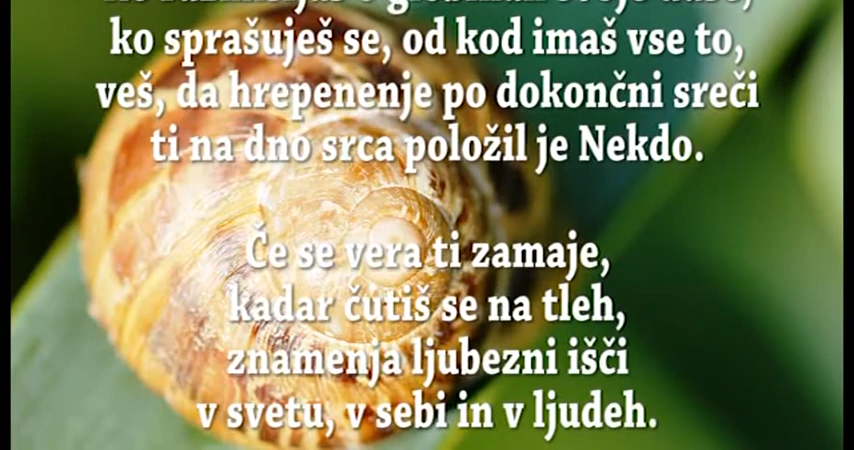 ko sprašuješ se, od kod imaš vse to,
veš, da hrepenenje po dokončni sreči
ti na dno srca položil je Nekdo.
Če se vera ti zamaje,
kadar čutiš se na tleh,
znamenja ljubezni išči
v svetu, v sebi in v ljudeh.